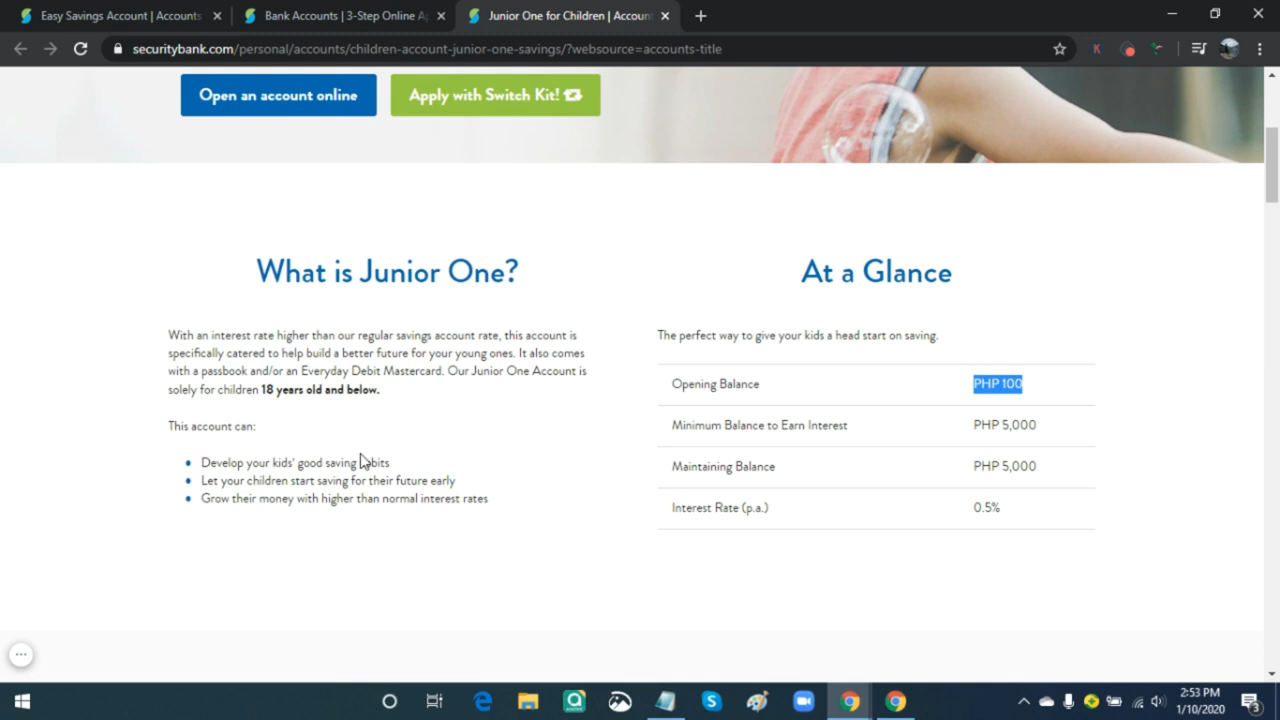 Easy Savings Account | Accounts
Bank Accounts | 3-Step Online A
Junior One for Children | Accoun
securitybank.com/personal/accounts/children-account-junior-one-savings/?websource=accounts-title
K
Open an account online
Apply with Switch Kit!
What is Junior One?
With an interest rate higher than our regular savings account rate, this account is
specifically catered to help build a better future for your young ones. It also comes
with a passbook and/or an Everyday Debit Mastercard. Our Junior One Account is
solely for children 18 years old and below.
This account can:
Develop your kids' good saving
Let your children start saving for their future early
Grow their money with higher than normal interest rates
At a Glance
The perfect way to give your kids a head start on saving.
Opening Balance PHP 100
Minimum Balance to Earn Interest PHP 5,000
Maintaining Balance PHP 5,000
Interest Rate (p.a.) 0.5%
2:53 PM
1/10/2020
3